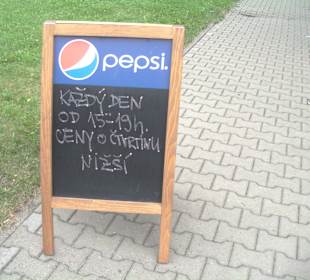 pepsi.
KAŽDÝ DEN
OD 15-19h.
CENY O ČTVRTINU
NIŽŠÍ